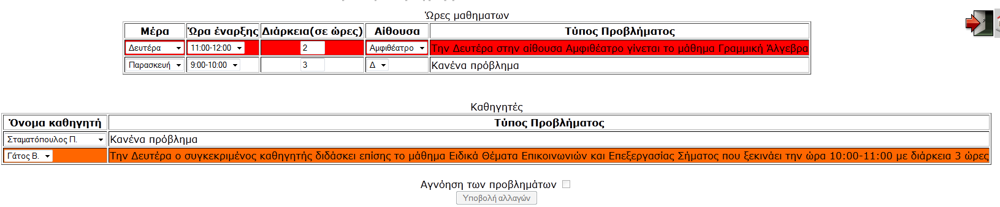 Ώρες μαθηματων
Μέρα Ώρα έναρξης Διάρκεια(σε ώρες) Αίθουσα Τύπος Προβλήματος
Δευτέρα 11:00-12:00 2 Αμφιθέατρο Την Δευτέρα στην αίθουσα Αμφιθέατρο γίνεται το μάθημα Γραμμική Άλγεβρα
Παρασκευή 9:00-10:00 3 Δ Κανένα πρόβλημα
Καθηγητές
Όνομα καθηγητή Τύπος Προβλήματος
Σταματόπουλος Π. Κανένα πρόβλημα
Γάτος Β. Την Δευτέρα ο συγκεκριμένος καθηγητής διδάσκει επίσης το μάθημα Ειδικά Θέματα Επικοινωνιών και Επεξεργασίας Σήματος που ξεκινάει την ώρα 10:00-11:00 με διάρκεια 3 ώρες
Αγνόηση των προβλημάτων
Υποβολή αλλαγών